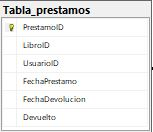 Tabla_prestamos
PrestamoID
LibroID
UsuarioID
FechaPrestamo
FechaDevolucion
Devuelto